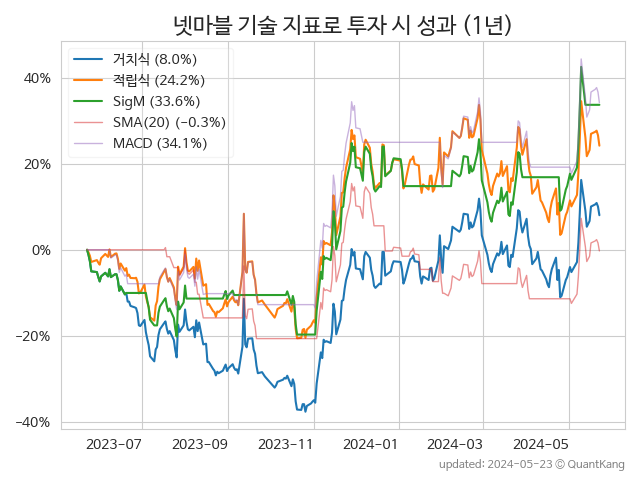 넷마블 기술 지표로 투자 시 성과 (1년)
거치식 (8.0%)
적립식 (24.2%)
SigM (33.6%)
SMA(20) (−0.3%)
MACD (34.1%)
40%
20%
0%
−20%
−40%
2023-07 2023-09 2023-11 2024-01 2024-03 2024-05
updated: 2024-05-23 ⓒ QuantKang